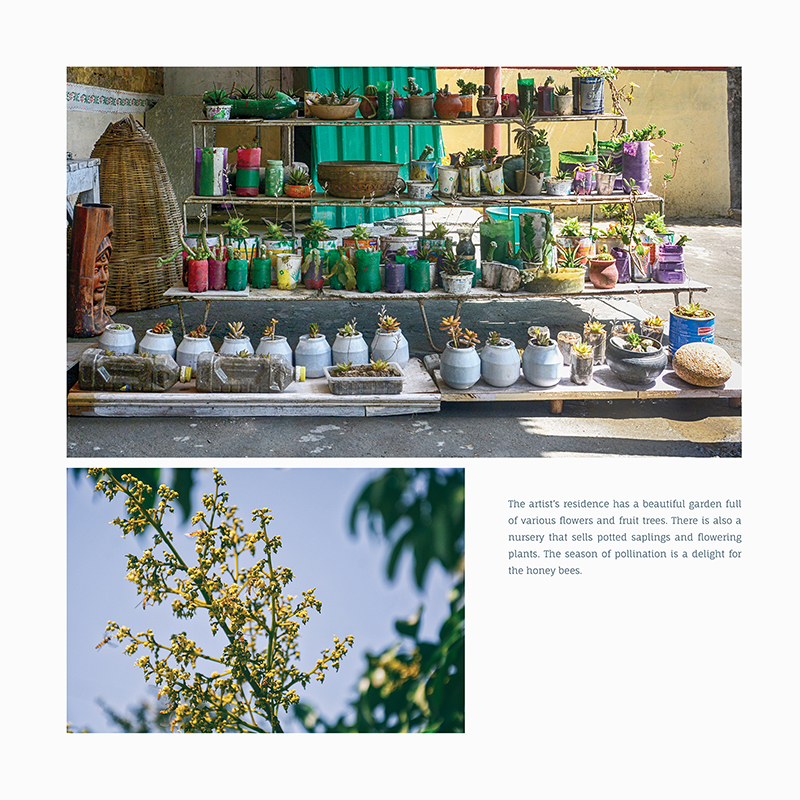 The artist's residence has a beautiful garden full
of various flowers and fruit trees. There is also a
nursery that sells potted saplings and flowering
plants. The season of pollination is a delight for
the honey bees.